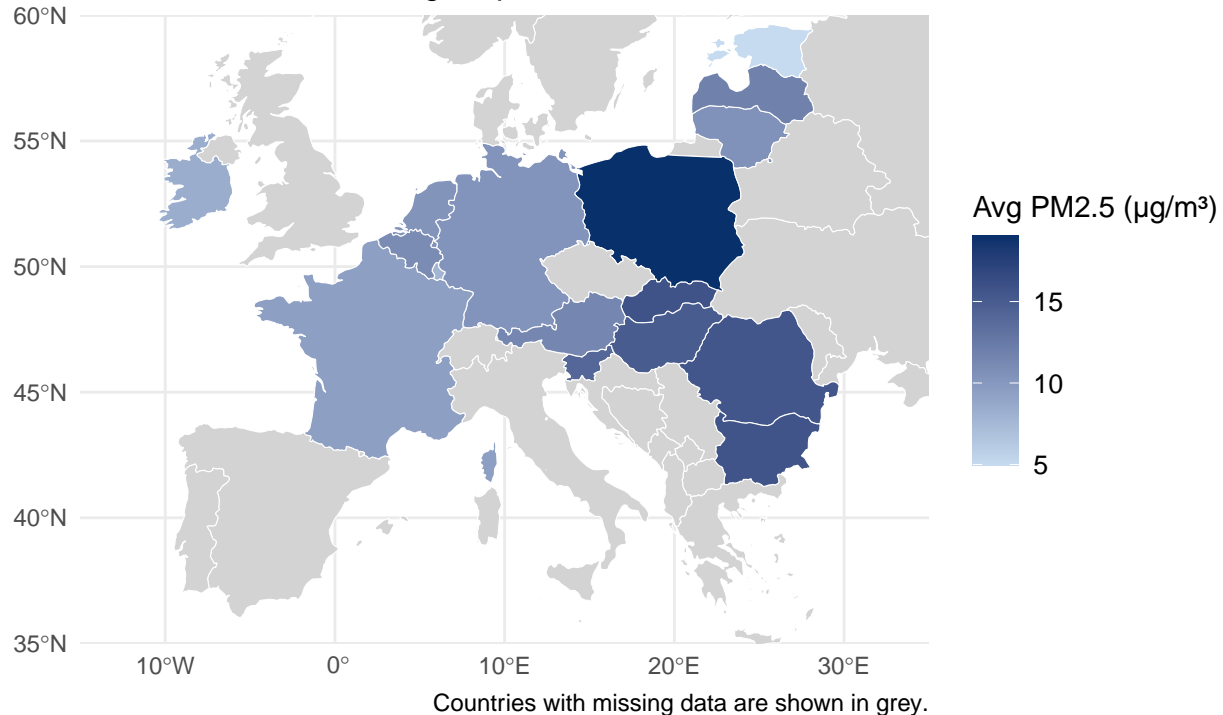 60°N
55°N
50°N
45°N
40°N
35°N
10°W 0° 10°E 20°E 30°E
Avg PM2.5 (µg/m³)
15
10
5
Countries with missing data are shown in grey.